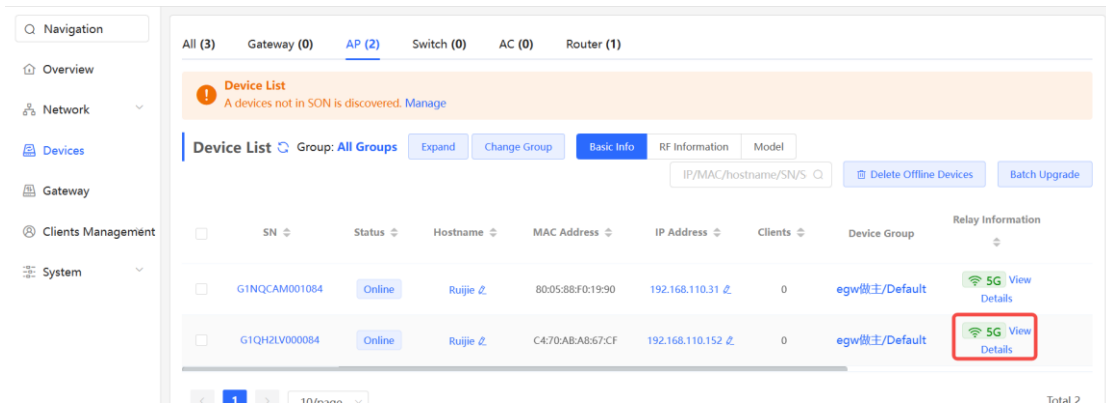 Navigation
Overview
Network
Devices
Gateway
Clients Management
System
All (3) Gateway (0) AP (2) Switch (0) AC (0) Router (1)
Device List
A devices not in SON is discovered. Manage
Device List Group: All Groups Expand Change Group Basic Info RF Information Model
IP/MAC/hostname/SN/S Delete Offline Devices Batch Upgrade
SN Status Hostname MAC Address IP Address Clients Device Group Relay Information
G1NQCAM001084 Online Ruijie 80:05:88:F0:19:90 192.168.110.31 0 egw做主/Default 5G View
Details
G1QH2LV000084 Online Ruijie C4:70:AB:A8:67:CF 192.168.110.152 0 egw做主/Default 5G View
Details
1 10/page Total 2